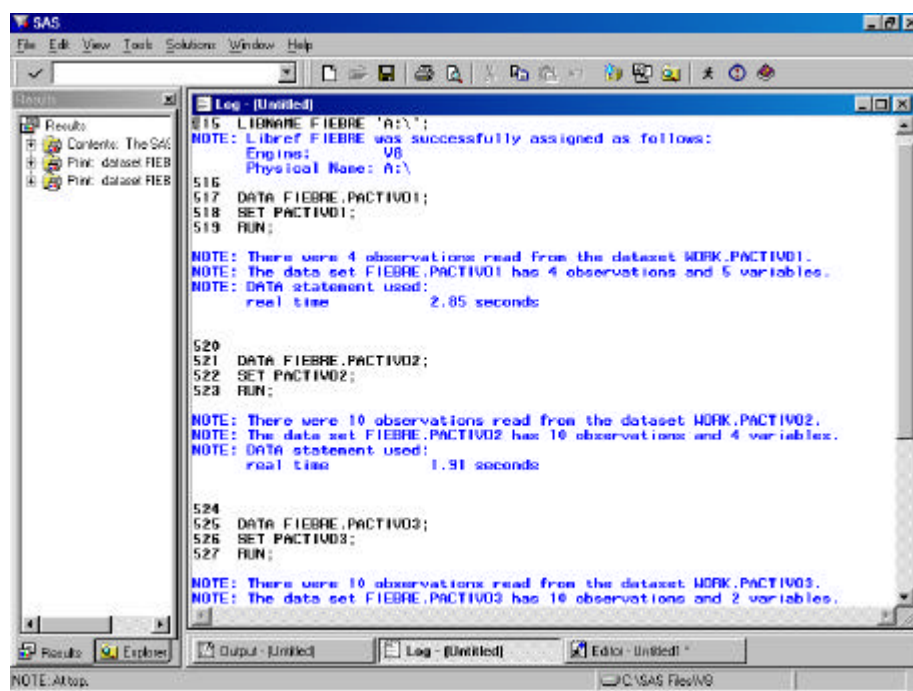 SAS
File Edit View Tools Solutions Window Help
Results
Results
Contents: The SAS
Print: dataset FIEB
Print: dataset FIEB
Log - (Untitled)
515 LIBNAME FIEBRE 'A:\';
NOTE: Libref FIEBRE was successfully assigned as follows:
Engine: V8
Physical Name: A:\
516
517 DATA FIEBRE.PACTIVO1;
518 SET PACTIVO1;
519 RUN;
NOTE: There were 4 observations read from the dataset WORK.PACTIVO1.
NOTE: The data set FIEBRE.PACTIVO1 has 4 observations and 5 variables.
NOTE: DATA statement used:
real time 2.85 seconds
520
521 DATA FIEBRE.PACTIVO2;
522 SET PACTIVO2;
523 RUN;
NOTE: There were 10 observations read from the dataset WORK.PACTIVO2.
NOTE: The data set FIEBRE.PACTIVO2 has 10 observations and 4 variables.
NOTE: DATA statement used:
real time 1.91 seconds
524
525 DATA FIEBRE.PACTIVO3;
526 SET PACTIVO3;
527 RUN;
NOTE: There were 10 observations read from the dataset WORK.PACTIVO3.
NOTE: The data set FIEBRE.PACTIVO3 has 10 observations and 2 variables.
Results Explorer Output - (Untitled) Log - (Untitled) Editor - Untitled1 *
NOTE: At top. C:\SAS Files\V8